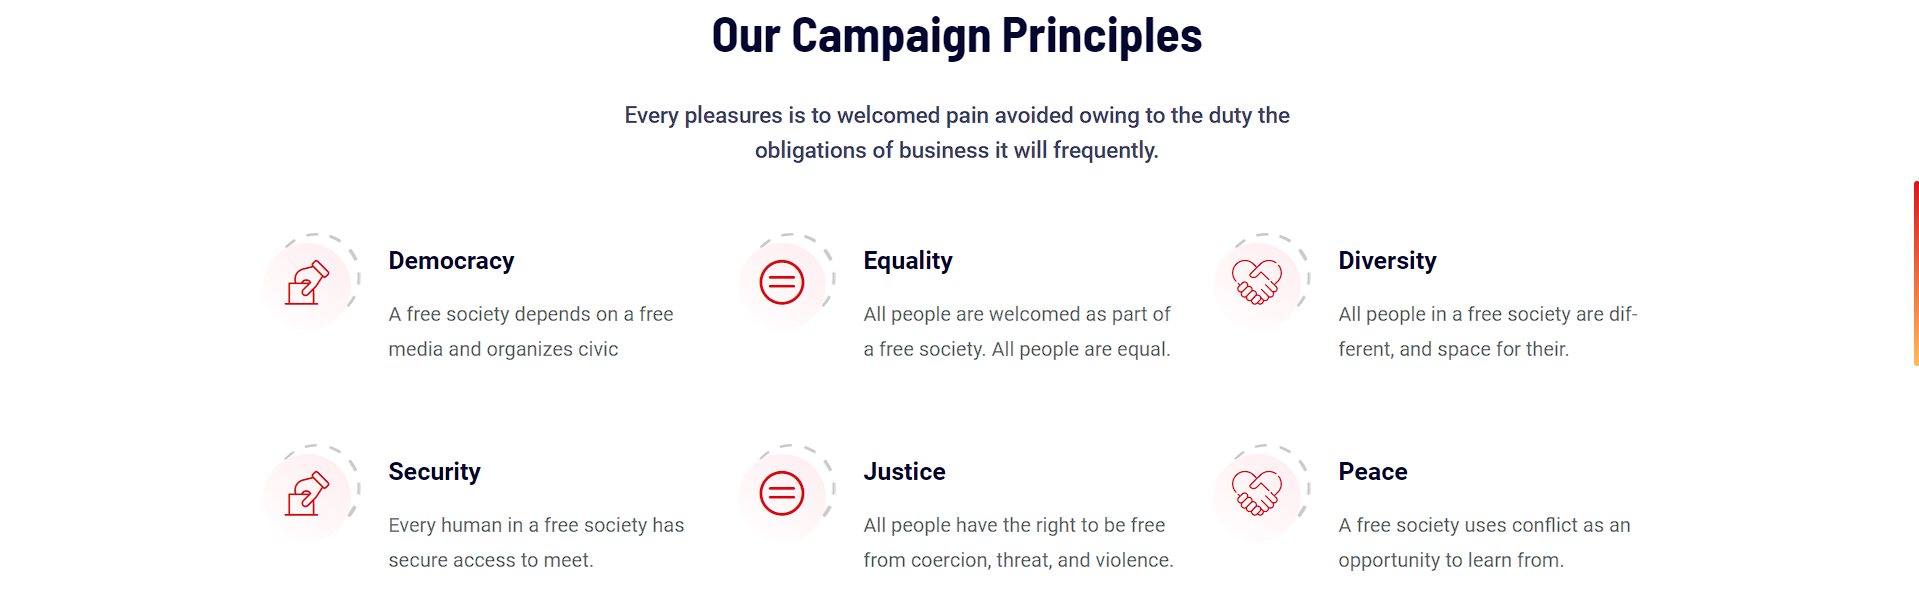 Our Campaign Principles
Every pleasures is to welcomed pain avoided owing to the duty the
obligations of business it will frequently.
Democracy
A free society depends on a free
media and organizes civic
Equality
All people are welcomed as part of
a free society. All people are equal.
Diversity
All people in a free society are dif-
ferent, and space for their.
Security
Every human in a free society has
secure access to meet.
Justice
All people have the right to be free
from coercion, threat, and violence.
Peace
A free society uses conflict as an
opportunity to learn from.